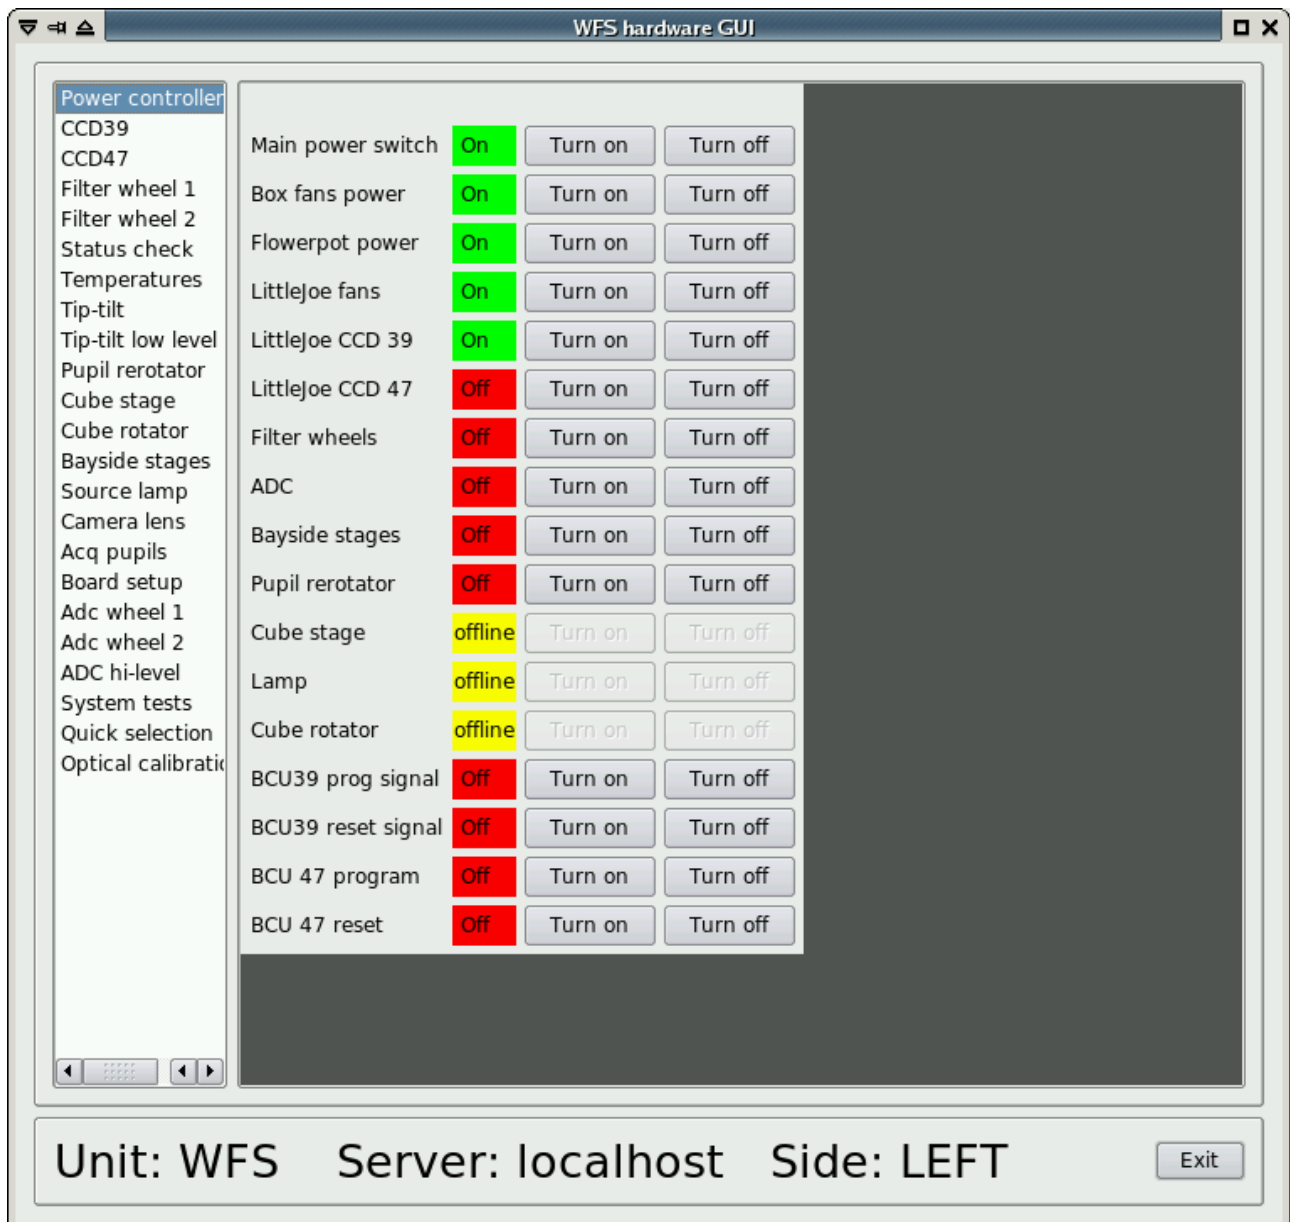 WFS hardware GUI
Power controller
CCD39
CCD47
Filter wheel 1
Filter wheel 2
Status check
Temperatures
Tip-tilt
Tip-tilt low level
Pupil rerotator
Cube stage
Cube rotator
Bayside stages
Source lamp
Camera lens
Acq pupils
Board setup
Adc wheel 1
Adc wheel 2
ADC hi-level
System tests
Quick selection
Optical calibratic
Main power switch On Turn on Turn off
Box fans power On Turn on Turn off
Flowerpot power On Turn on Turn off
LittleJoe fans On Turn on Turn off
LittleJoe CCD 39 On Turn on Turn off
LittleJoe CCD 47 Off Turn on Turn off
Filter wheels Off Turn on Turn off
ADC Off Turn on Turn off
Bayside stages Off Turn on Turn off
Pupil rerotator Off Turn on Turn off
Cube stage offline Turn on Turn off
Lamp offline Turn on Turn off
Cube rotator offline Turn on Turn off
BCU39 prog signal Off Turn on Turn off
BCU39 reset signal Off Turn on Turn off
BCU 47 program Off Turn on Turn off
BCU 47 reset Off Turn on Turn off
Unit: WFS Server: localhost Side: LEFT Exit